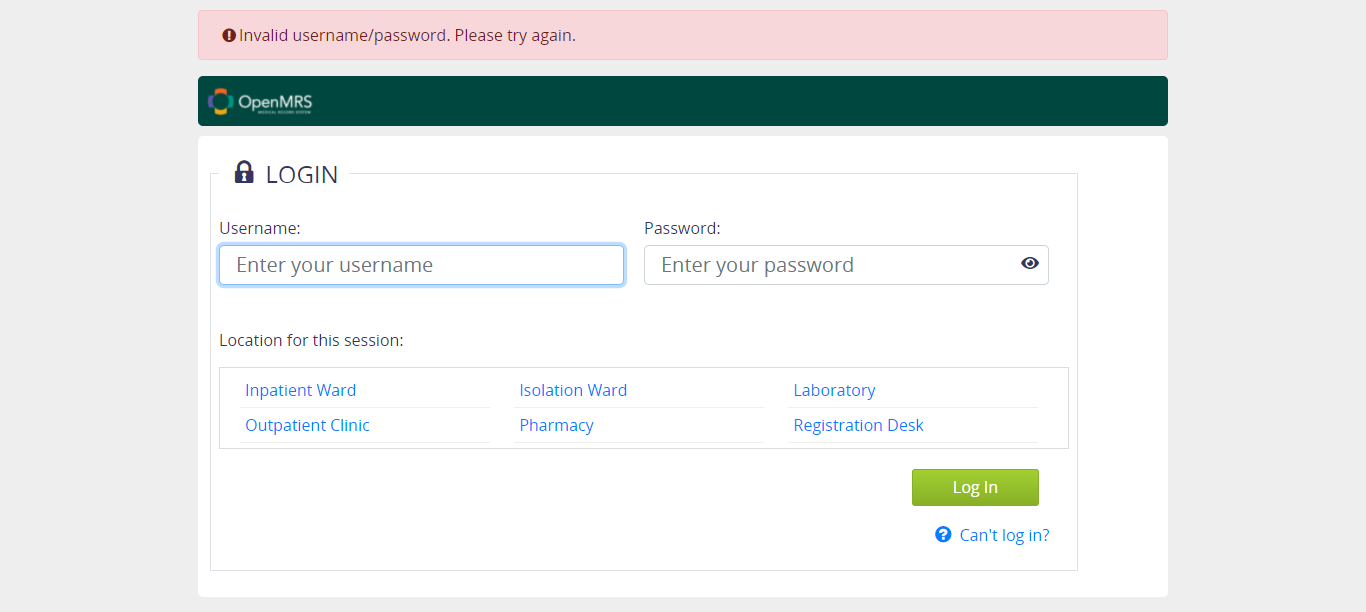 Invalid username/password. Please try again.
OpenMRS
MEDICAL RECORD SYSTEM
LOGIN
Username: Password:
Enter your username Enter your password
Location for this session:
Inpatient Ward Isolation Ward Laboratory
Outpatient Clinic Pharmacy Registration Desk
Log In
Can't log in?